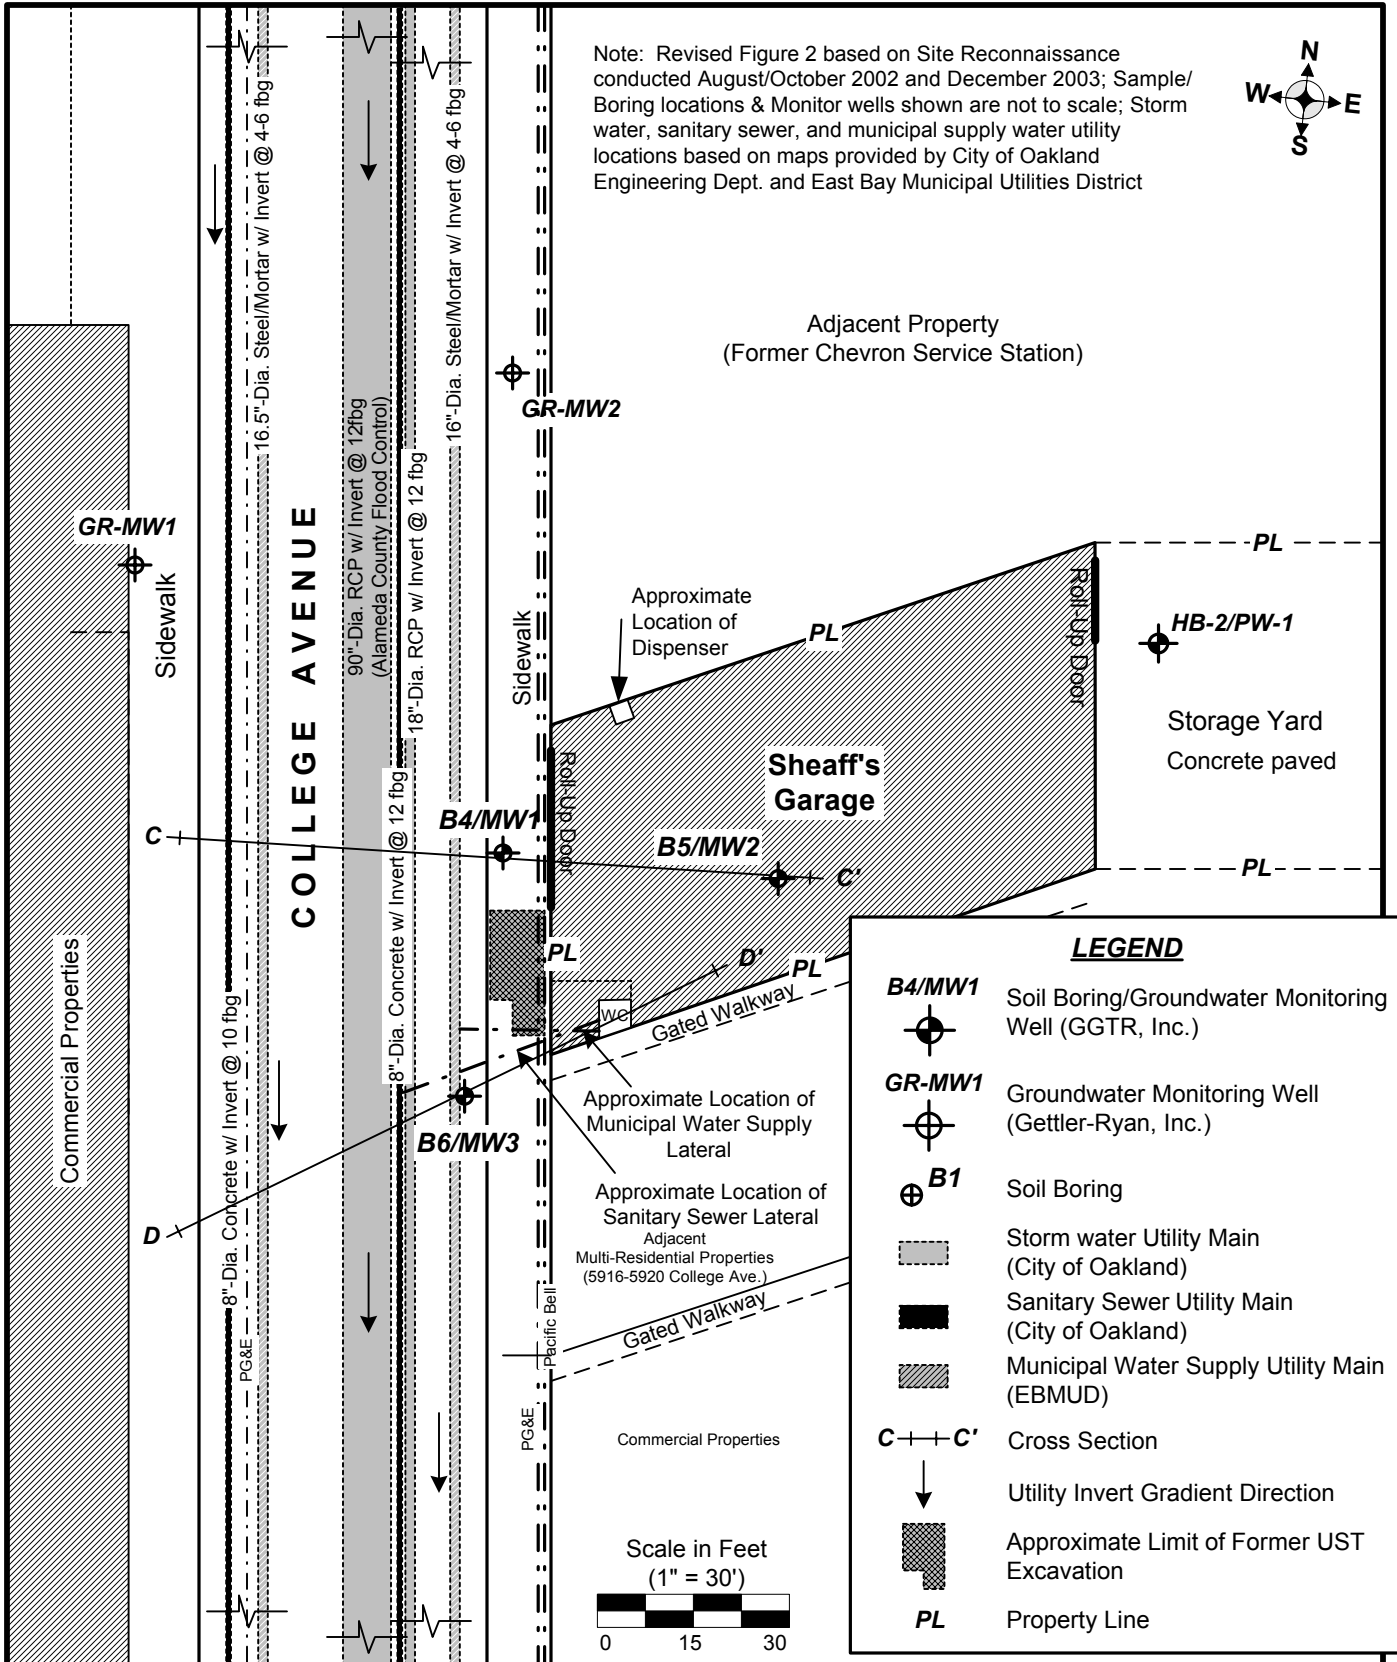 Note: Revised Figure 2 based on Site Reconnaissance
conducted August/October 2002 and December 2003; Sample/
Boring locations & Monitor wells shown are not to scale; Storm
water, sanitary sewer, and municipal supply water utility
locations based on maps provided by City of Oakland
Engineering Dept. and East Bay Municipal Utilities District
N
W
E
S
16.5"-Dia. Steel/Mortar w/ Invert @ 4-6 fbg
16"-Dia. Steel/Mortar w/ Invert @ 4-6 fbg
Adjacent Property
(Former Chevron Service Station)
GR-MW2
90"-Dia. RCP w/ Invert @ 12fbg
(Alameda County Flood Control)
18"-Dia. RCP w/ Invert @ 12 fbg
COLLEGE AVENUE
GR-MW1
Sidewalk
Sidewalk
Approximate
Location of
Dispenser
PL
PL
Roll-Up Door
HB-2/PW-1
Storage Yard
Concrete paved
Sheaff's
Garage
Roll-Up Door
B4/MW1
B5/MW2
C
C'
PL
8"-Dia. Concrete w/ Invert @ 12 fbg
8"-Dia. Concrete w/ Invert @ 10 fbg
Commercial Properties
PL
D'
PL
WC
Gated Walkway
B6/MW3
D
Approximate Location of
Municipal Water Supply
Lateral
Approximate Location of
Sanitary Sewer Lateral
Adjacent
Multi-Residential Properties
(5916-5920 College Ave.)
Gated Walkway
Pacific Bell
PG&E
PG&E
Commercial Properties
Scale in Feet
(1" = 30')
0 15 30
LEGEND
B4/MW1
Soil Boring/Groundwater Monitoring
Well (GGTR, Inc.)
GR-MW1
Groundwater Monitoring Well
(Gettler-Ryan, Inc.)
B1
Soil Boring
Storm water Utility Main
(City of Oakland)
Sanitary Sewer Utility Main
(City of Oakland)
Municipal Water Supply Utility Main
(EBMUD)
C C'
Cross Section
Utility Invert Gradient Direction
Approximate Limit of Former UST
Excavation
PL
Property Line